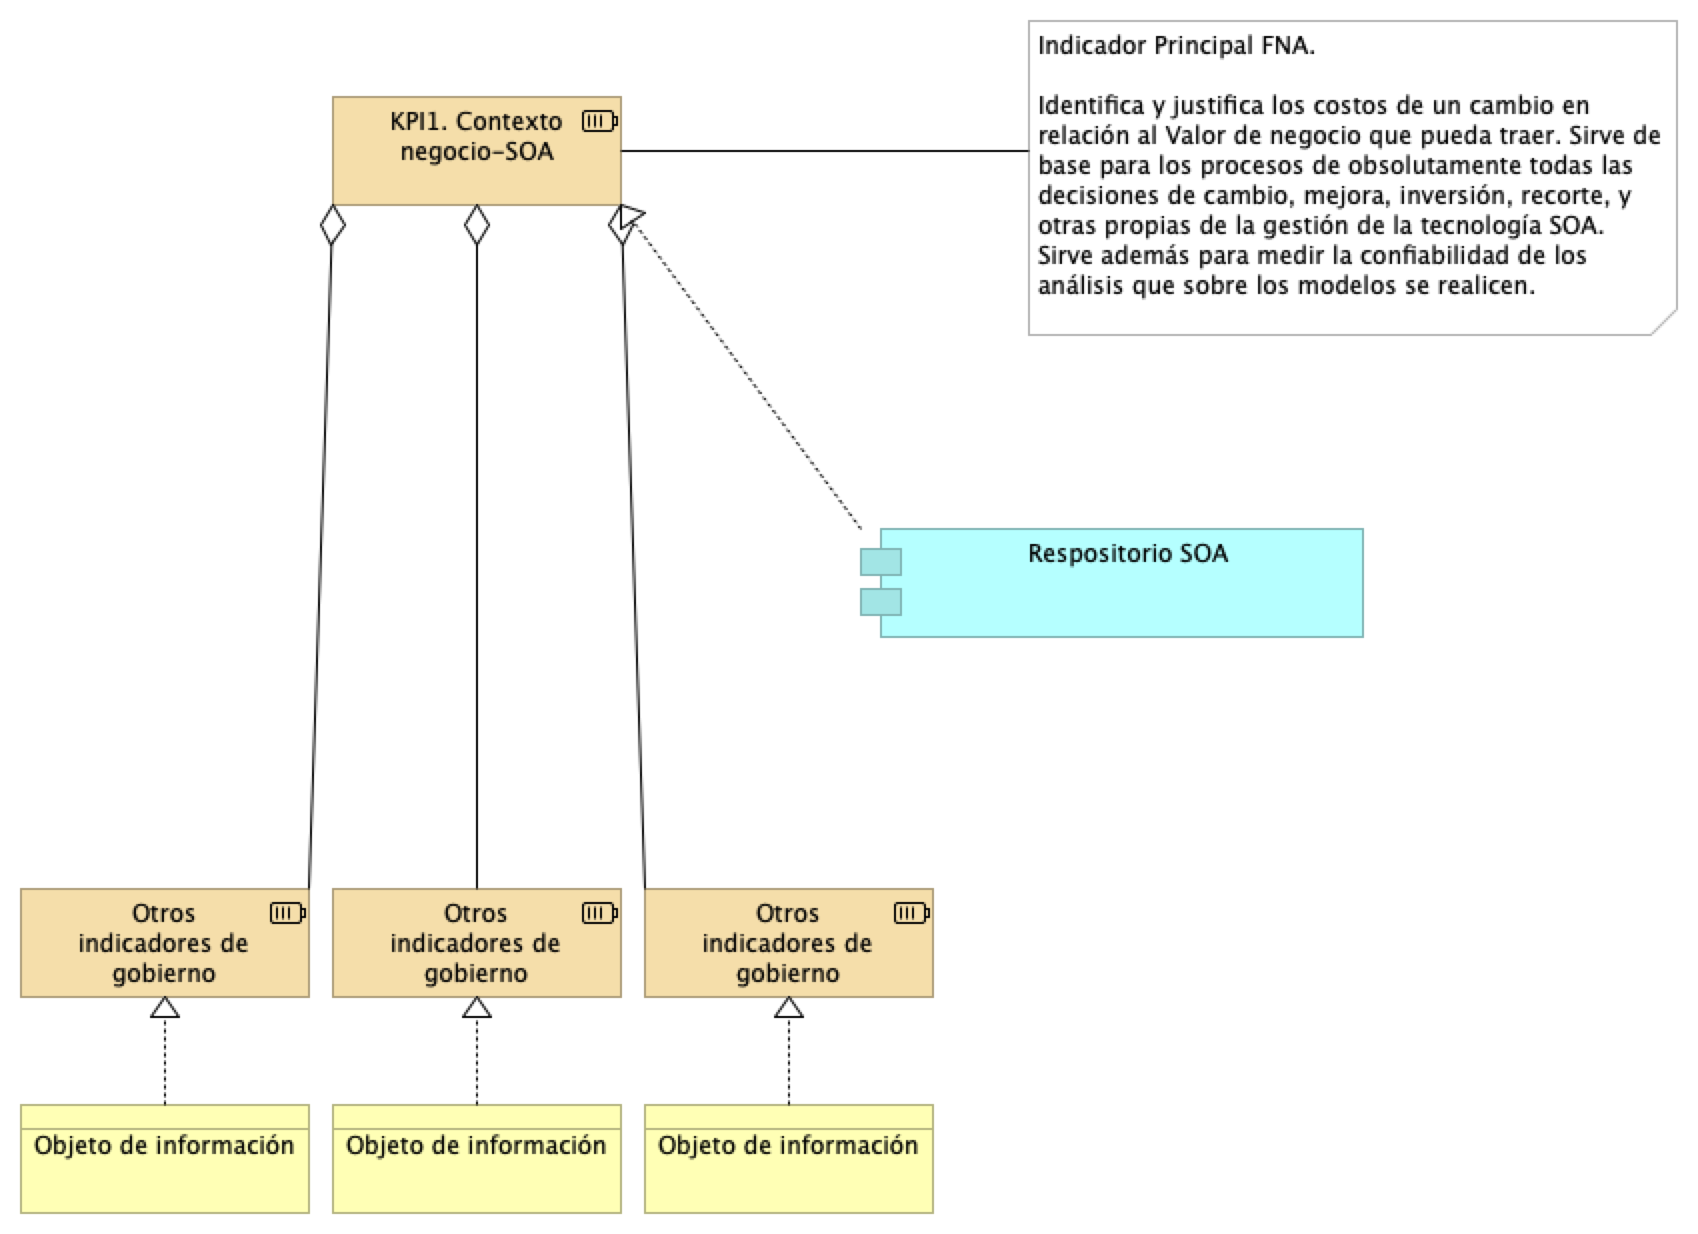 Indicador Principal FNA.
Identifica y justifica los costos de un cambio en
relación al Valor de negocio que pueda traer. Sirve de
base para los procesos de obsolutamente todas las
decisiones de cambio, mejora, inversión, recorte, y
otras propias de la gestión de la tecnología SOA.
Sirve además para medir la confiabilidad de los
análisis que sobre los modelos se realicen.
KPI1. Contexto
negocio-SOA
Respositorio SOA
Otros
indicadores de
gobierno
Otros
indicadores de
gobierno
Otros
indicadores de
gobierno
Objeto de información
Objeto de información
Objeto de información